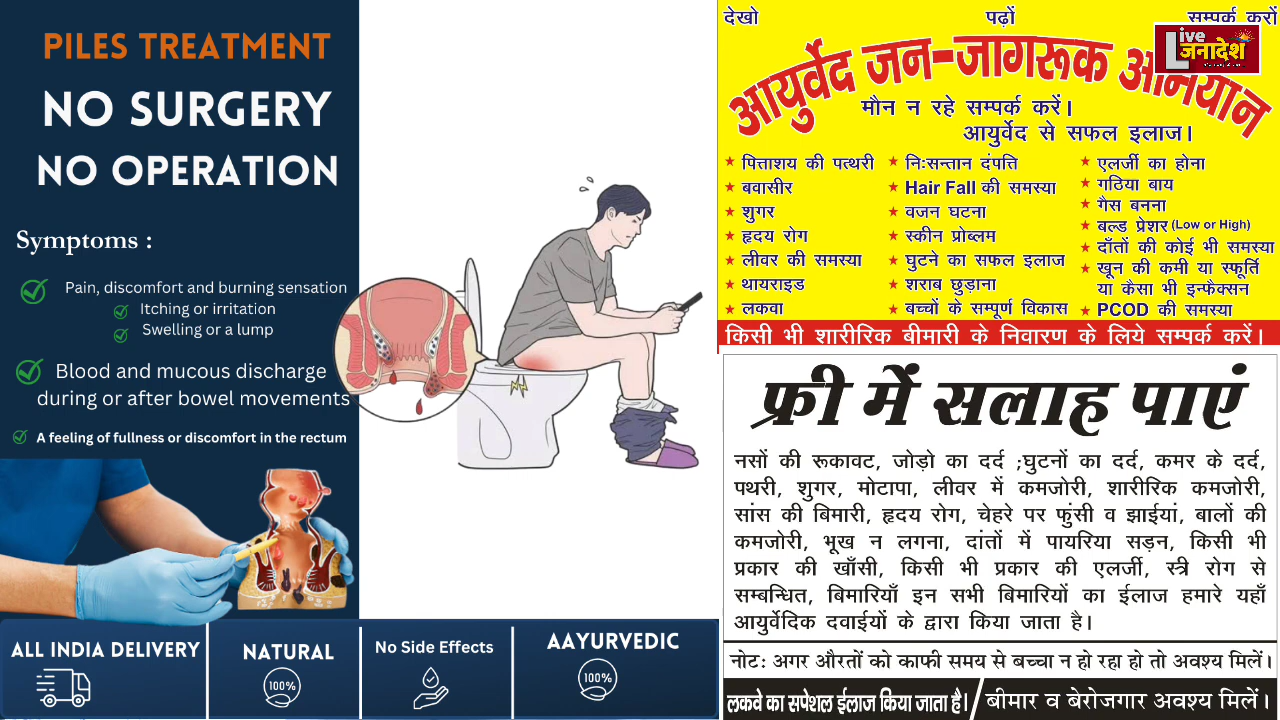 PILES TREATMENT
NO SURGERY
NO OPERATION
Symptoms :
Pain, discomfort and burning sensation
Itching or irritation
Swelling or a lump
Blood and mucous discharge
during or after bowel movements
A feeling of fullness or discomfort in the rectum
ALL INDIA DELIVERY
NATURAL
100%
No Side Effects
AAYURVEDIC
100%
देखो पढ़ों सम्पर्क करों
Live
जनादेश
आयुर्वेद जन-जागरूक अभियान
मौन न रहे सम्पर्क करें।
आयुर्वेद से सफल इलाज।
★ पित्ताशय की पत्थरी
★ बवासीर
★ शुगर
★ हृदय रोग
★ लीवर की समस्या
★ थायराइड
★ लकवा
★ निःसन्तान दंपत्ति
★ Hair Fall की समस्या
★ वजन घटना
★ स्कीन प्रोब्लम
★ घुटने का सफल इलाज
★ शराब छुड़ाना
★ बच्चों के सम्पूर्ण विकास
★ एलर्जी का होना
★ गठिया बाय
★ गैस बनना
★ बल्ड प्रेशर (Low or High)
★ दाँतों की कोई भी समस्या
★ खून की कमी या स्फूर्ति
या कैसा भी इन्फैक्सन
★ PCOD की समस्या
किसी भी शारीरिक बीमारी के निवारण के लिये सम्पर्क करें।
फ्री में सलाह पाएं
नसों की रूकावट, जोड़ो का दर्द ;घुटनों का दर्द, कमर के दर्द,
पथरी, शुगर, मोटापा, लीवर में कमजोरी, शारीरिक कमजोरी,
सांस की बिमारी, हृदय रोग, चेहरे पर फुंसी व झाईयां, बालों की
कमजोरी, भूख न लगना, दांतों में पायरिया सड़न, किसी भी
प्रकार की खाँसी, किसी भी प्रकार की एलर्जी, स्त्री रोग से
सम्बन्धित, बिमारियाँ इन सभी बिमारियों का ईलाज हमारे यहाँ
आयुर्वेदिक दवाईयों के द्वारा किया जाता है।
नोट: अगर औरतों को काफी समय से बच्चा न हो रहा हो तो अवश्य मिलें।
लकवे का सपेशल ईलाज किया जाता है। / बीमार व बेरोजगार अवश्य मिलें।